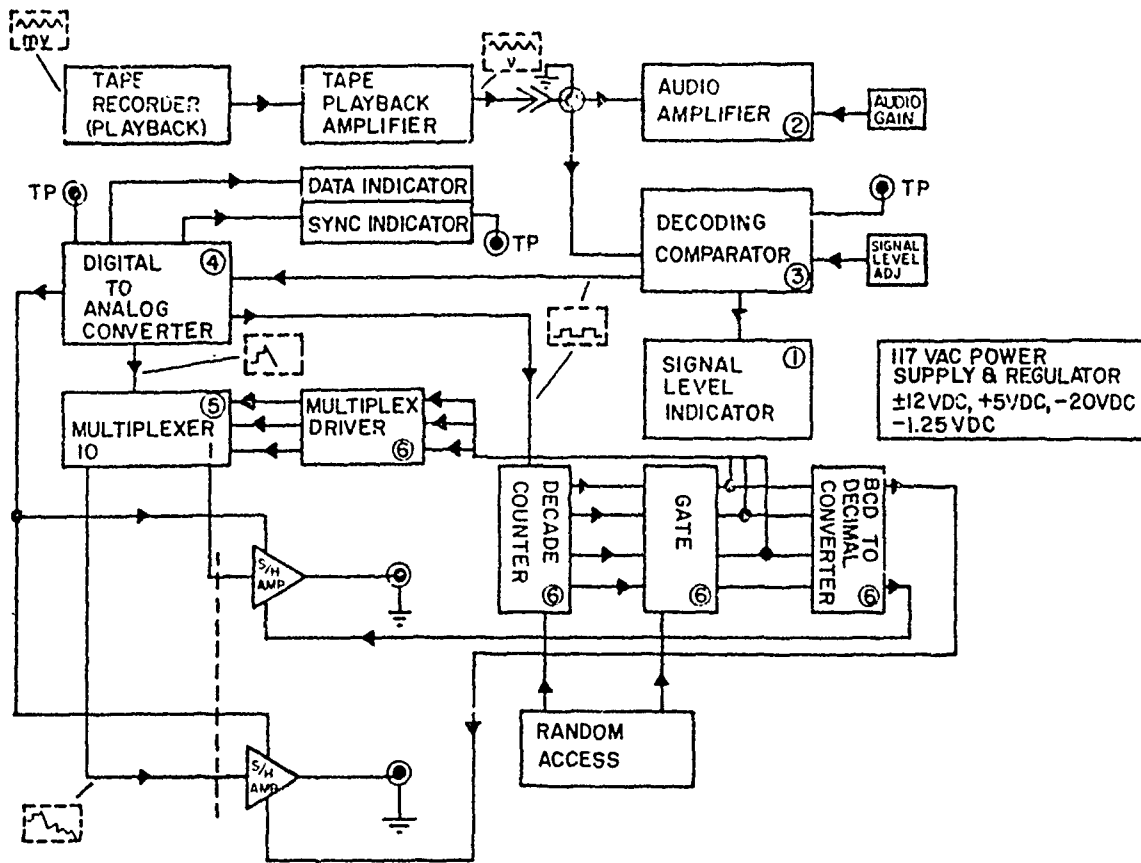 mv
TAPE
RECORDER
(PLAYBACK)
TAPE
PLAYBACK
AMPLIFIER
V
AUDIO
AMPLIFIER
②
AUDIO
GAIN
TP
DATA INDICATOR
SYNC INDICATOR
TP
DECODING
COMPARATOR
③
TP
SIGNAL
LEVEL
ADJ
DIGITAL
TO
ANALOG
CONVERTER
④
SIGNAL
LEVEL
INDICATOR
①
117 VAC POWER
SUPPLY & REGULATOR
±12VDC, +5VDC, -20VDC
-1.25 VDC
MULTIPLEXER
10
⑤
MULTIPLEX
DRIVER
⑥
DECADE
COUNTER
⑥
GATE
⑥
BCD TO
DECIMAL
CONVERTER
⑥
S/H
AMP
RANDOM
ACCESS
S/H
AMP